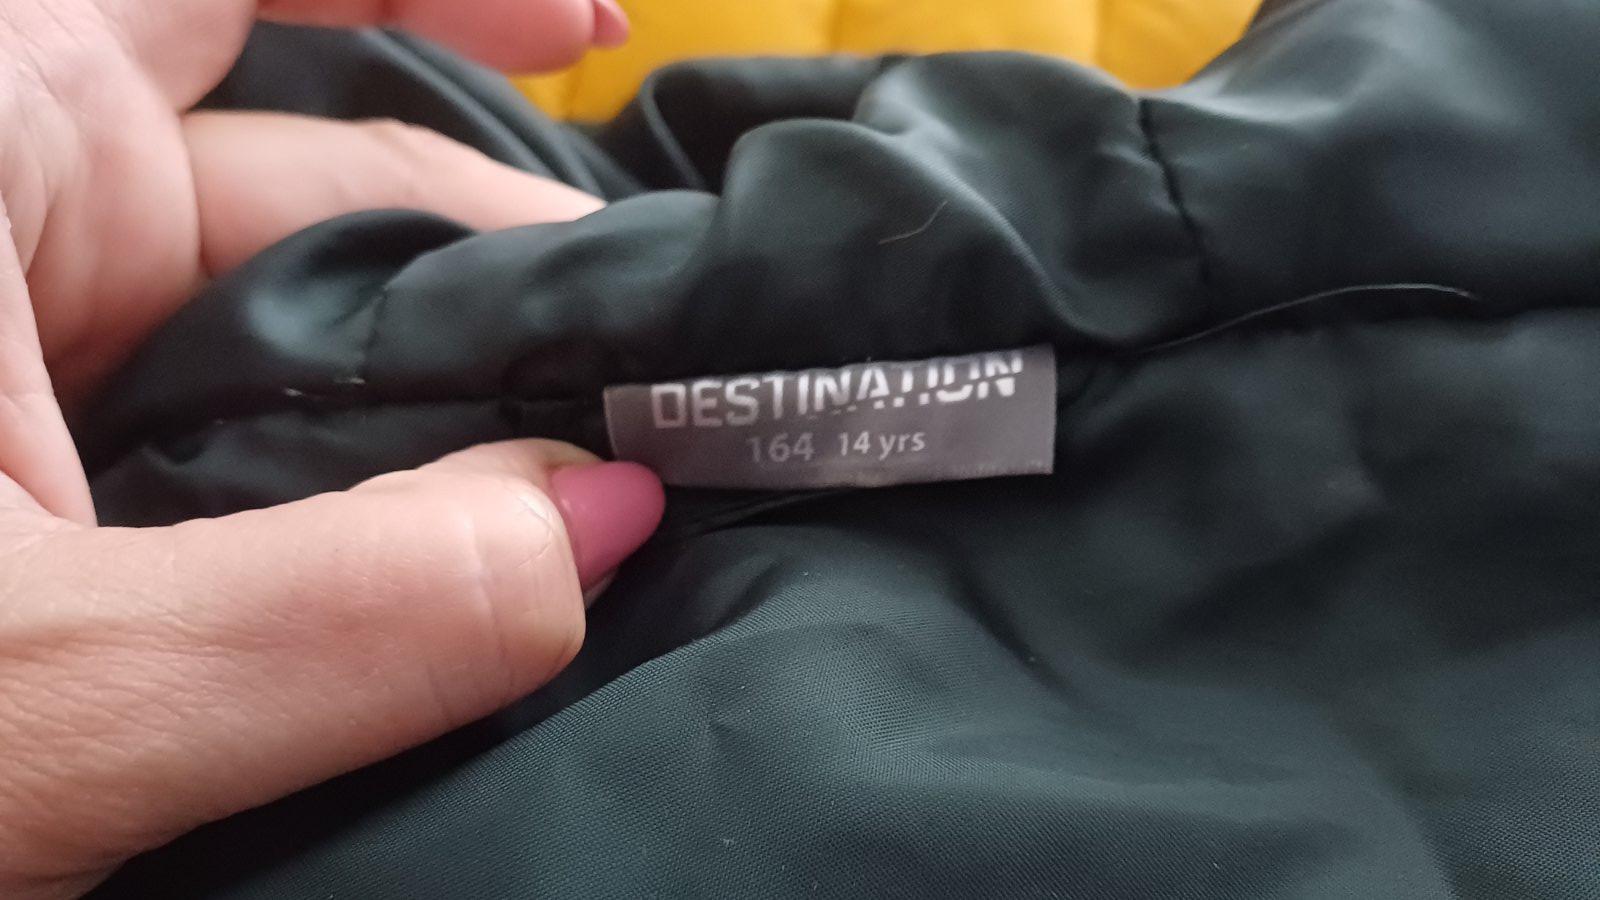 DESTINATION
164 14 yrs